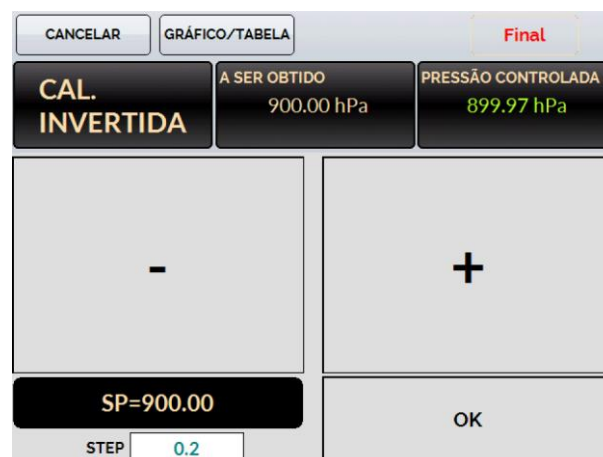 CANCELAR
GRÁFICO/TABELA
Final
CAL.
INVERTIDA
A SER OBTIDO
900.00 hPa
PRESSÃO CONTROLADA
899.97 hPa
-
+
SP=900.00
OK
STEP
0.2